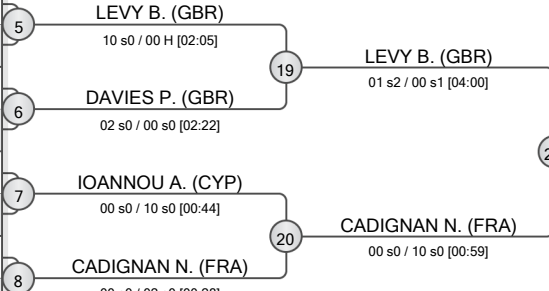 LEVY B. (GBR)
5
10 s0 / 00 H [02:05]
19
LEVY B. (GBR)
01 s2 / 00 s1 [04:00]
DAVIES P. (GBR)
6
02 s0 / 00 s0 [02:22]
IOANNOU A. (CYP)
7
00 s0 / 10 s0 [00:44]
20
CADIGNAN N. (FRA)
00 s0 / 10 s0 [00:59]
CADIGNAN N. (FRA)
8